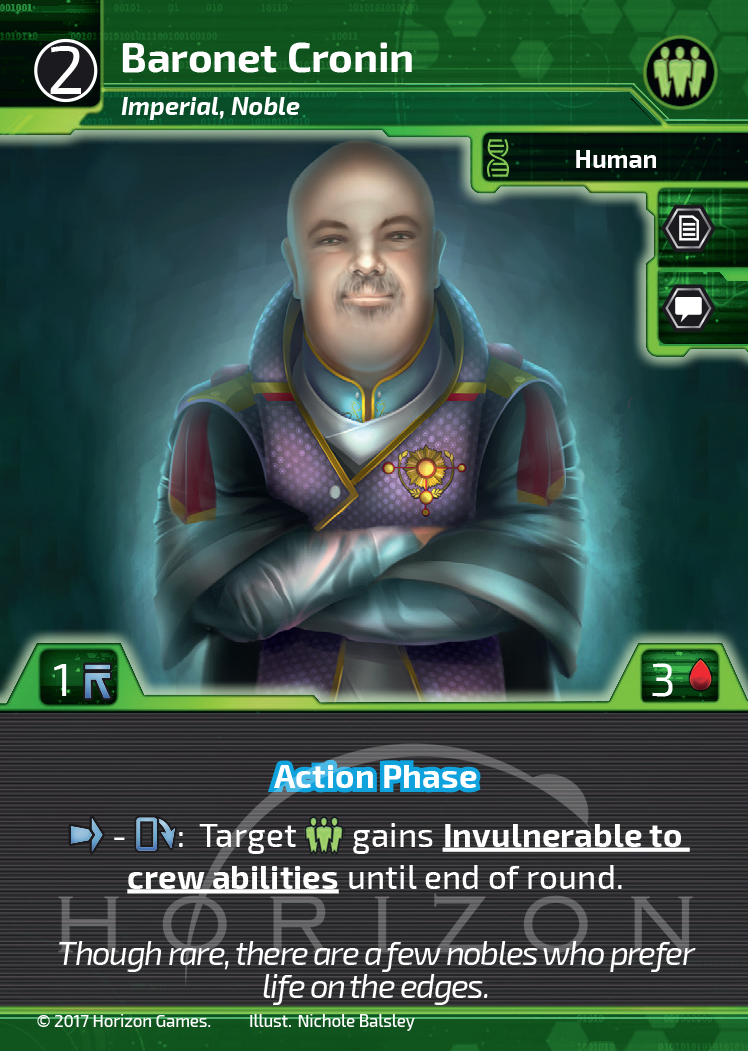 2
Baronet Cronin
Imperial, Noble
Human
1
3
Action Phase
- : Target gains Invulnerable to
crew abilities until end of round.
HORIZON
Though rare, there are a few nobles who prefer
life on the edges.
© 2017 Horizon Games. Illust. Nichole Balsley